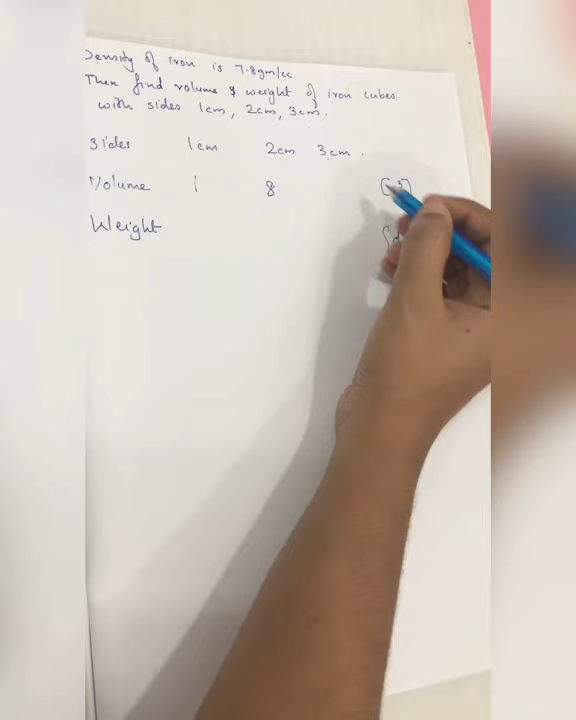 Density of iron is 7.8gm/cc
Then find volume & weight of iron cubes
with sides 1cm, 2cm, 3cm.
Sides 1cm 2cm 3cm.
Volume 1 8
Weight